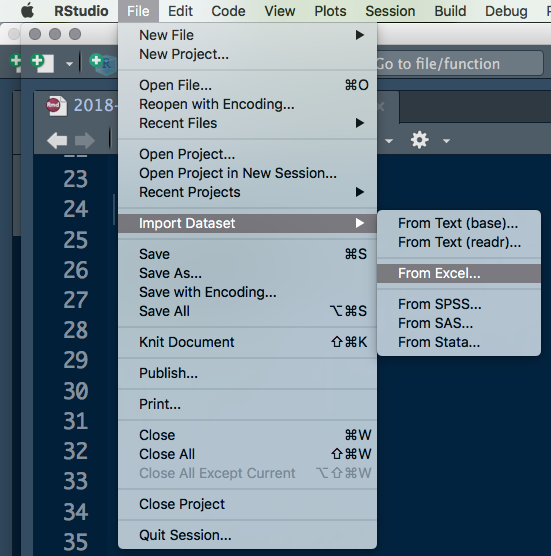 RStudio File Edit Code View Plots Session Build Debug
New File
New Project...
Go to file/function
Open File... ⌘O
Reopen with Encoding...
Recent Files
Rmd 2018-
Open Project...
Open Project in New Session...
Recent Projects
23
24
25
26
27
28
29
30
31
32
33
34
35
Import Dataset
From Text (base)...
From Text (readr)...
From Excel...
From SPSS...
From SAS...
From Stata...
Save ⌘S
Save As...
Save with Encoding...
Save All ⌥⌘S
Knit Document ⇧⌘K
Publish...
Print...
Close ⌘W
Close All ⇧⌘W
Close All Except Current ⌥⇧⌘W
Close Project
Quit Session...